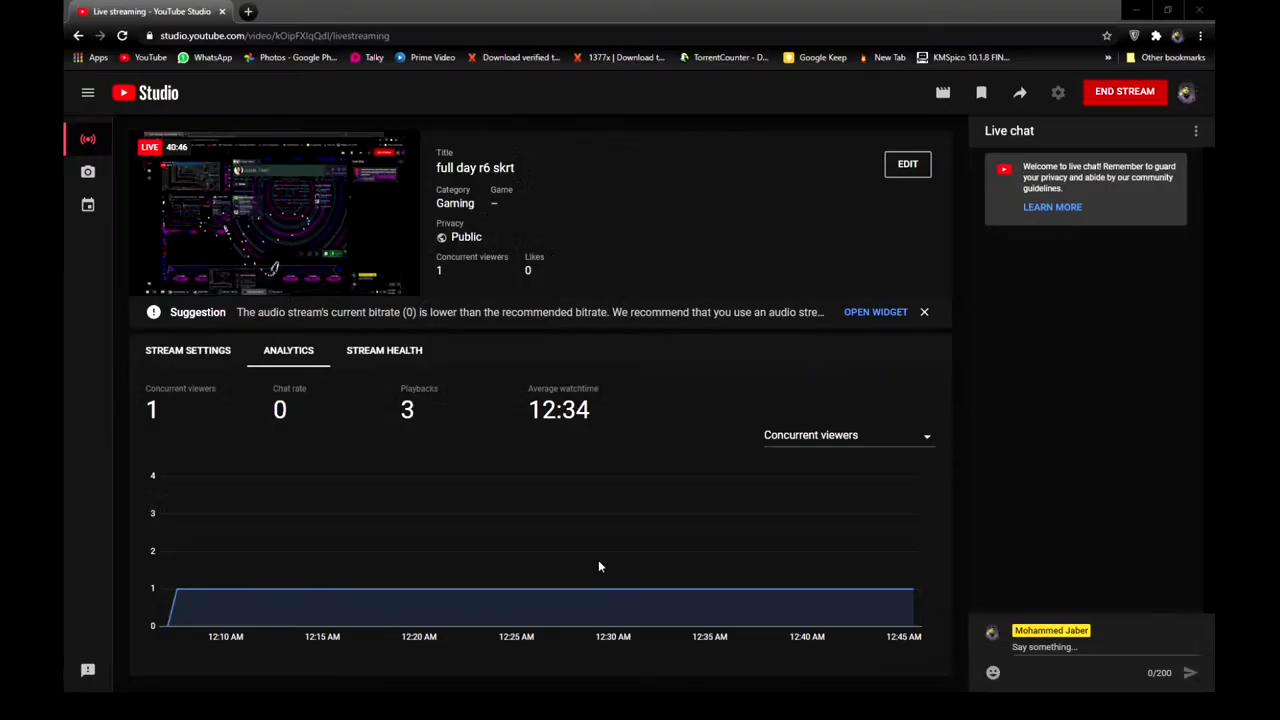 Live streaming - YouTube Studio
studio.youtube.com/video/kOipFXIqQdI/livestreaming
Apps YouTube WhatsApp Photos - Google Ph... Talky Prime Video Download verified t... 1377x | Download t... TorrentCounter - D... Google Keep New Tab KMSpico 10.1.8 FIN... » Other bookmarks
Studio
END STREAM
LIVE 40:46
Title
full day r6 skrt
EDIT
Category Game
Gaming –
Privacy
Public
Concurrent viewers Likes
1 0
Suggestion The audio stream's current bitrate (0) is lower than the recommended bitrate. We recommend that you use an audio stre... OPEN WIDGET
STREAM SETTINGS ANALYTICS STREAM HEALTH
Concurrent viewers Chat rate Playbacks Average watchtime
1 0 3 12:34
Concurrent viewers
4
3
2
1
0
12:10 AM 12:15 AM 12:20 AM 12:25 AM 12:30 AM 12:35 AM 12:40 AM 12:45 AM
Live chat
Welcome to live chat! Remember to guard
your privacy and abide by our community
guidelines.
LEARN MORE
Mohammed Jaber
Say something...
0/200